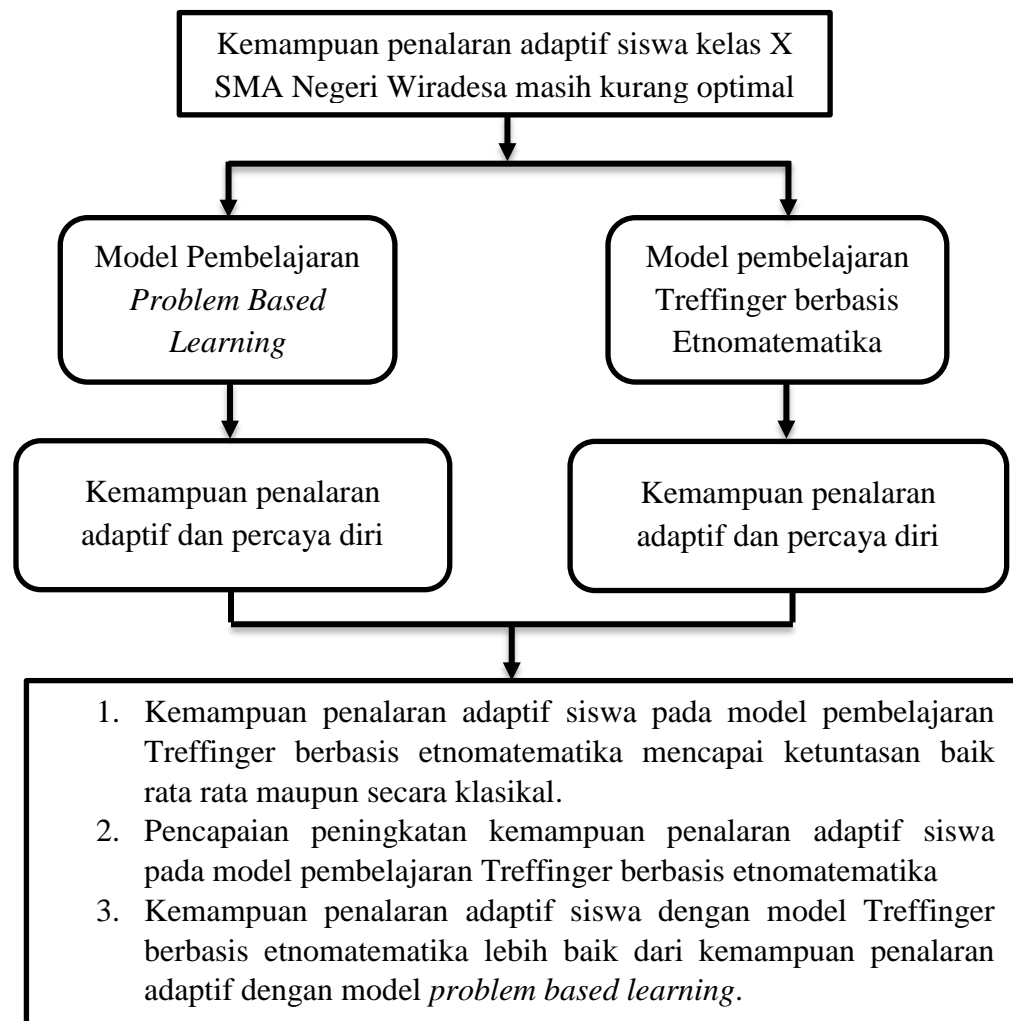 Kemampuan penalaran adaptif siswa kelas X
SMA Negeri Wiradesa masih kurang optimal
Model Pembelajaran
Problem Based
Learning
Model pembelajaran
Treffinger berbasis
Etnomatematika
Kemampuan penalaran
adaptif dan percaya diri
Kemampuan penalaran
adaptif dan percaya diri
1. Kemampuan penalaran adaptif siswa pada model pembelajaran
Treffinger berbasis etnomatematika mencapai ketuntasan baik
rata rata maupun secara klasikal.
2. Pencapaian peningkatan kemampuan penalaran adaptif siswa
pada model pembelajaran Treffinger berbasis etnomatematika
3. Kemampuan penalaran adaptif siswa dengan model Treffinger
berbasis etnomatematika lebih baik dari kemampuan penalaran
adaptif dengan model problem based learning.